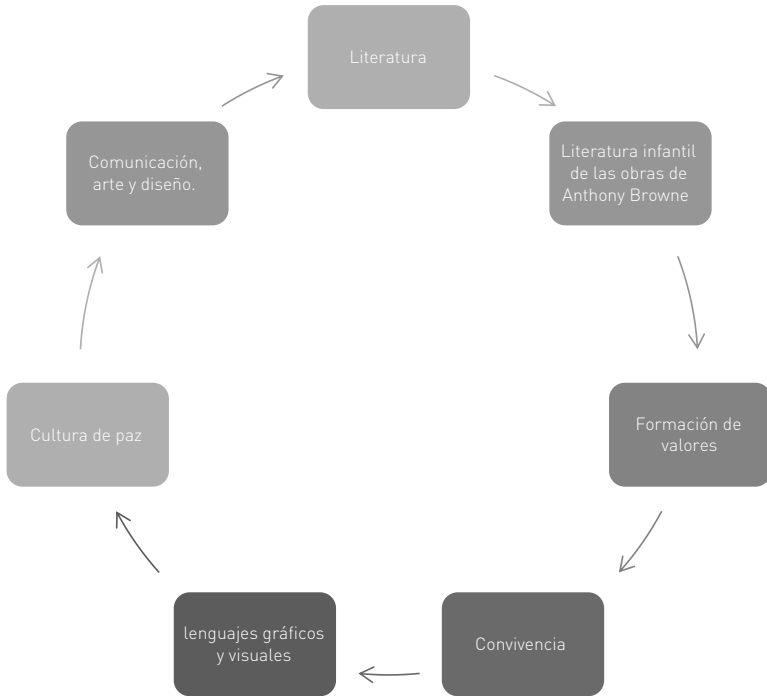 Literatura
Literatura infantil
de las obras de
Anthony Browne
Formación de
valores
Convivencia
lenguajes gráficos
y visuales
Cultura de paz
Comunicación,
arte y diseño.